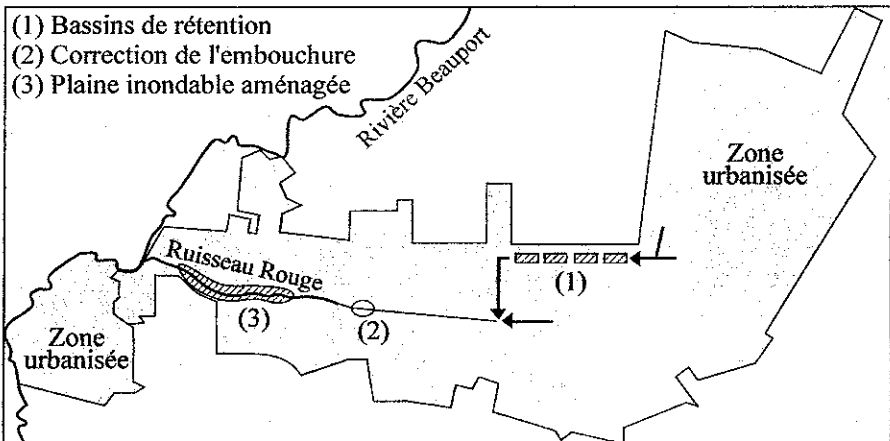 (1) Bassins de rétention
(2) Correction de l'embouchure
(3) Plaine inondable aménagée
Rivière Beauport
Zone
urbanisée
Ruisseau Rouge
(1)
(3)
(2)
Zone
urbanisée